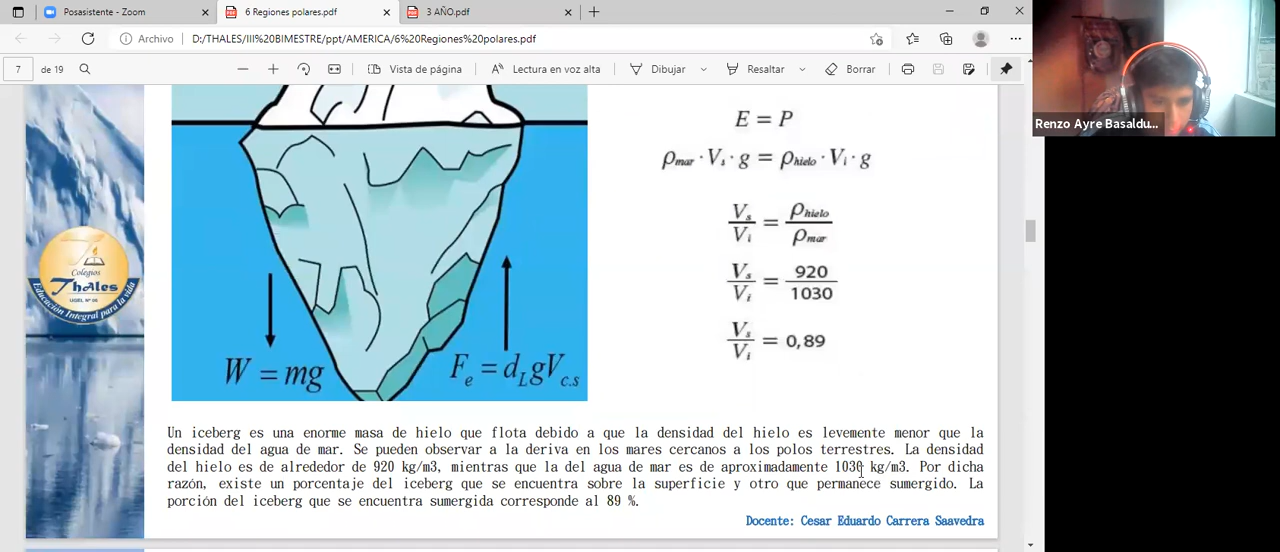 Posasistente - Zoom
6 Regiones polares.pdf
3 AÑO.pdf
Archivo
D:/THALES/III%20BIMESTRE/ppt/AMERICA/6%20Regiones%20polares.pdf
7 de 19
Vista de página
Lectura en voz alta
Dibujar
Resaltar
Borrar
Renzo Ayre Basaldu...
E = P
ρmar · Vs · g = ρhielo · Vi · g
Vs/Vi = ρhielo/ρmar
Vs/Vi = 920/1030
Vs/Vi = 0,89
Colegios
Thales
UGEL Nº 06
Educación Integral para la vida
W = mg
Fe = dLgVc.s
Un iceberg es una enorme masa de hielo que flota debido a que la densidad del hielo es levemente menor que la
densidad del agua de mar. Se pueden observar a la deriva en los mares cercanos a los polos terrestres. La densidad
del hielo es de alrededor de 920 kg/m3, mientras que la del agua de mar es de aproximadamente 1030 kg/m3. Por dicha
razón, existe un porcentaje del iceberg que se encuentra sobre la superficie y otro que permanece sumergido. La
porción del iceberg que se encuentra sumergida corresponde al 89 %.
Docente: Cesar Eduardo Carrera Saavedra